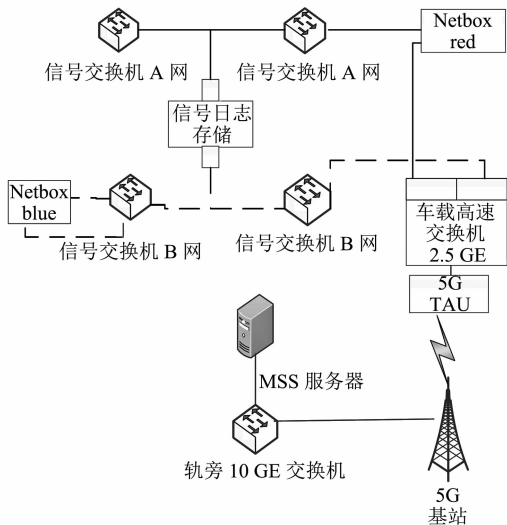 Netbox
red
信号交换机 A 网
信号交换机 A 网
信号日志
存储
Netbox
blue
信号交换机 B 网
信号交换机 B 网
车载高速
交换机
2.5 GE
5G
TAU
MSS 服务器
轨旁 10 GE 交换机
5G
基站